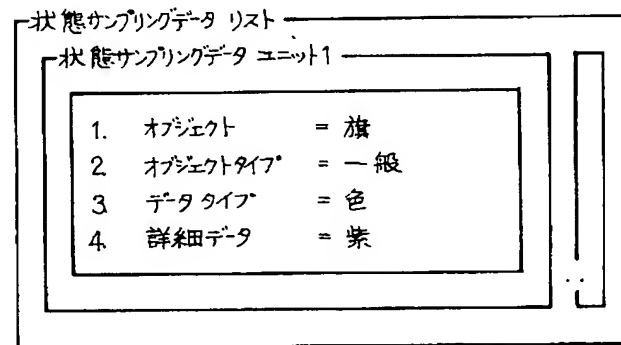 状態サンプリングデータ リスト
状態サンプリングデータ ユニット1
1. オブジェクト = 旗
2. オブジェクトタイプ = 一般
3. データタイプ = 色
4. 詳細データ = 紫
..